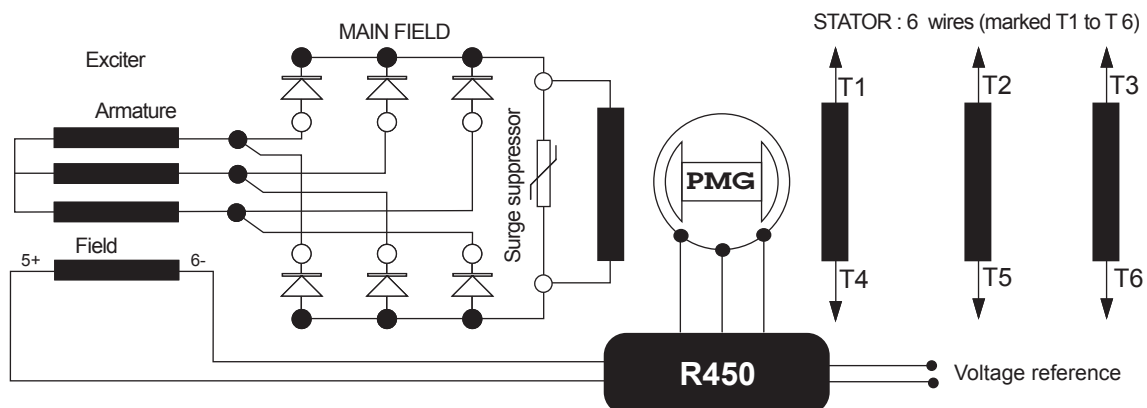 STATOR : 6 wires (marked T1 to T 6)
MAIN FIELD
Exciter
T1
T2
T3
Armature
Surge suppressor
PMG
Field
5+
6-
T4
T5
T6
R450
Voltage reference